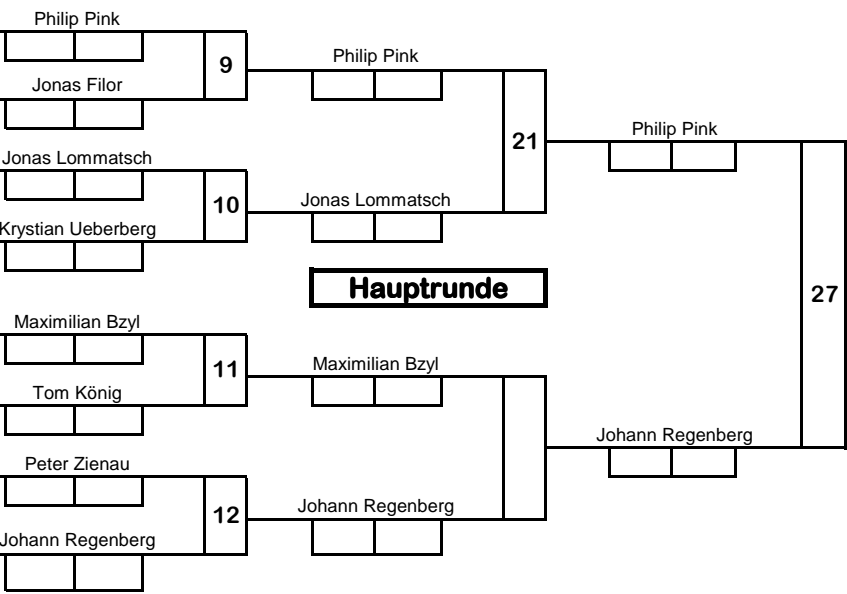 Philip Pink
9
Jonas Filor
Jonas Lommatsch
10
Krystian Ueberberg
Maximilian Bzyl
11
Tom König
Peter Zienau
12
Johann Regenberg
Philip Pink
21
Jonas Lommatsch
Hauptrunde
Maximilian Bzyl
Johann Regenberg
Philip Pink
27
Johann Regenberg